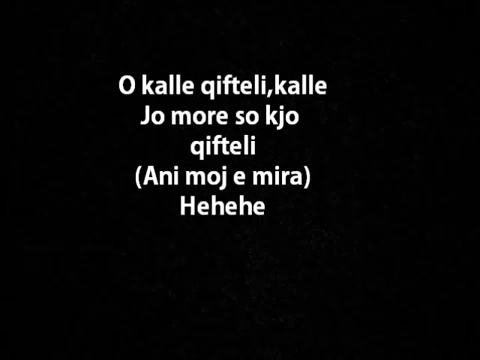 O kalle qifteli,kalle
Jo more so kjo
qifteli
(Ani moj e mira)
Hehehe